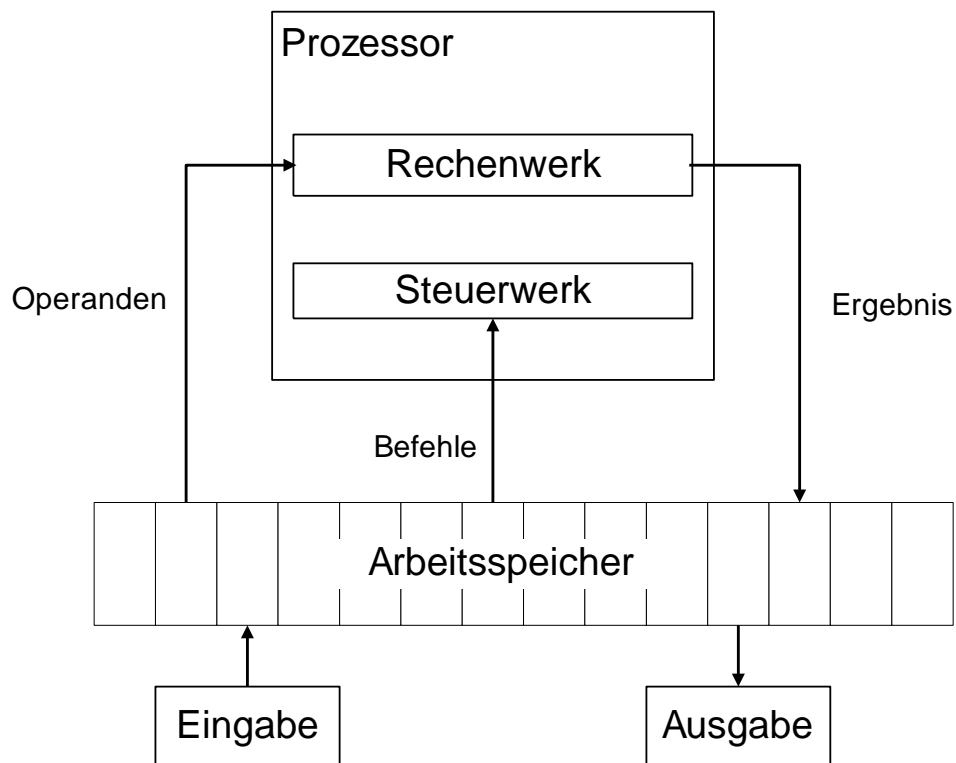 Prozessor
Rechenwerk
Steuerwerk
Operanden
Ergebnis
Befehle
Arbeitsspeicher
Eingabe
Ausgabe